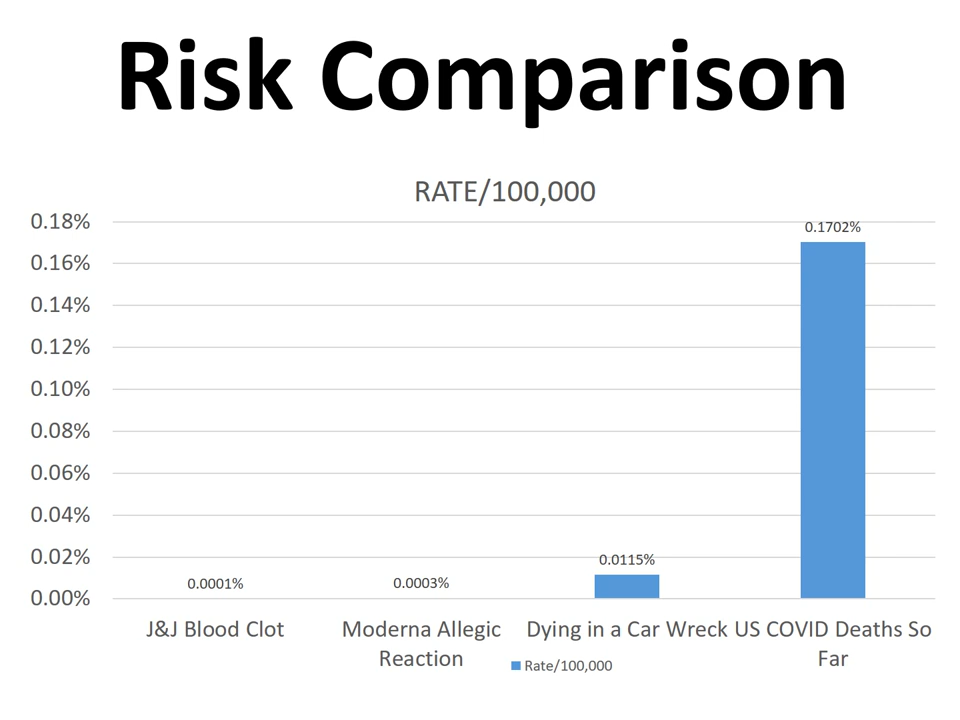 Risk Comparison
RATE/100,000
0.18%
0.16%
0.14%
0.12%
0.10%
0.08%
0.06%
0.04%
0.02%
0.00%
0.0001%
0.0003%
0.0115%
0.1702%
J&J Blood Clot
Moderna Allegic
Reaction
Dying in a Car Wreck
US COVID Deaths So
Far
Rate/100,000